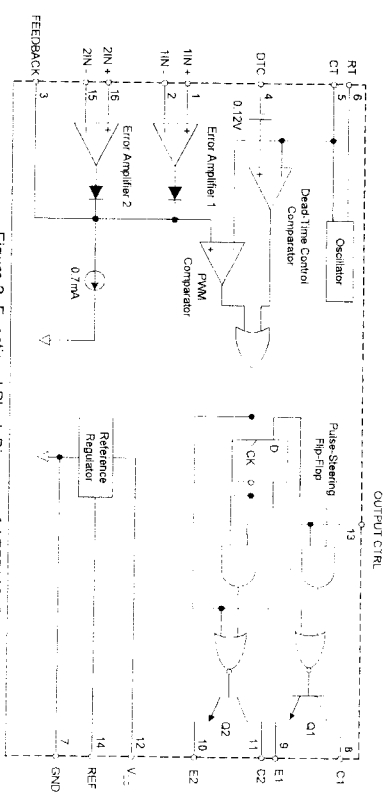 OUTPUT CTRL
13
RT
6
CT
5
Oscillator
Dead-Time Control
Comparator
DTC
4
0.12V
PWM
Comparator
Pulse-Steering
Flip-Flop
D
CK
Q1
Q2
8
C1
9
E1
11
C2
10
E2
1IN +
1
1IN -
2
Error Amplifier 1
2IN +
16
2IN -
15
Error Amplifier 2
FEEDBACK
3
0.7mA
Reference
Regulator
12
14
REF
7
GND